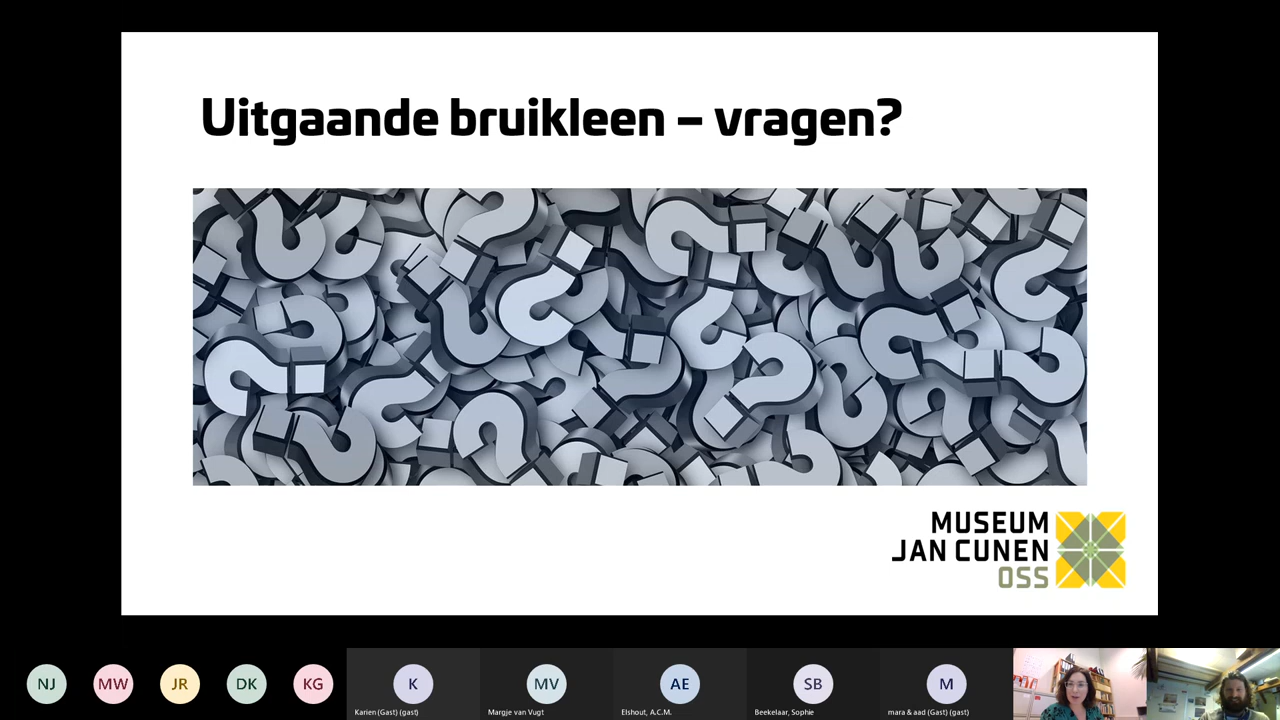 Uitgaande bruikleen – vragen?
MUSEUM
JAN CUNEN
OSS
NJ
MW
JR
DK
KG
K
MV
AE
SB
M
Karien (Gast) (gast)
Margje van Vugt
Elshout, A.C.M.
Beekelaar, Sophie
mara & aad (Gast) (gast)